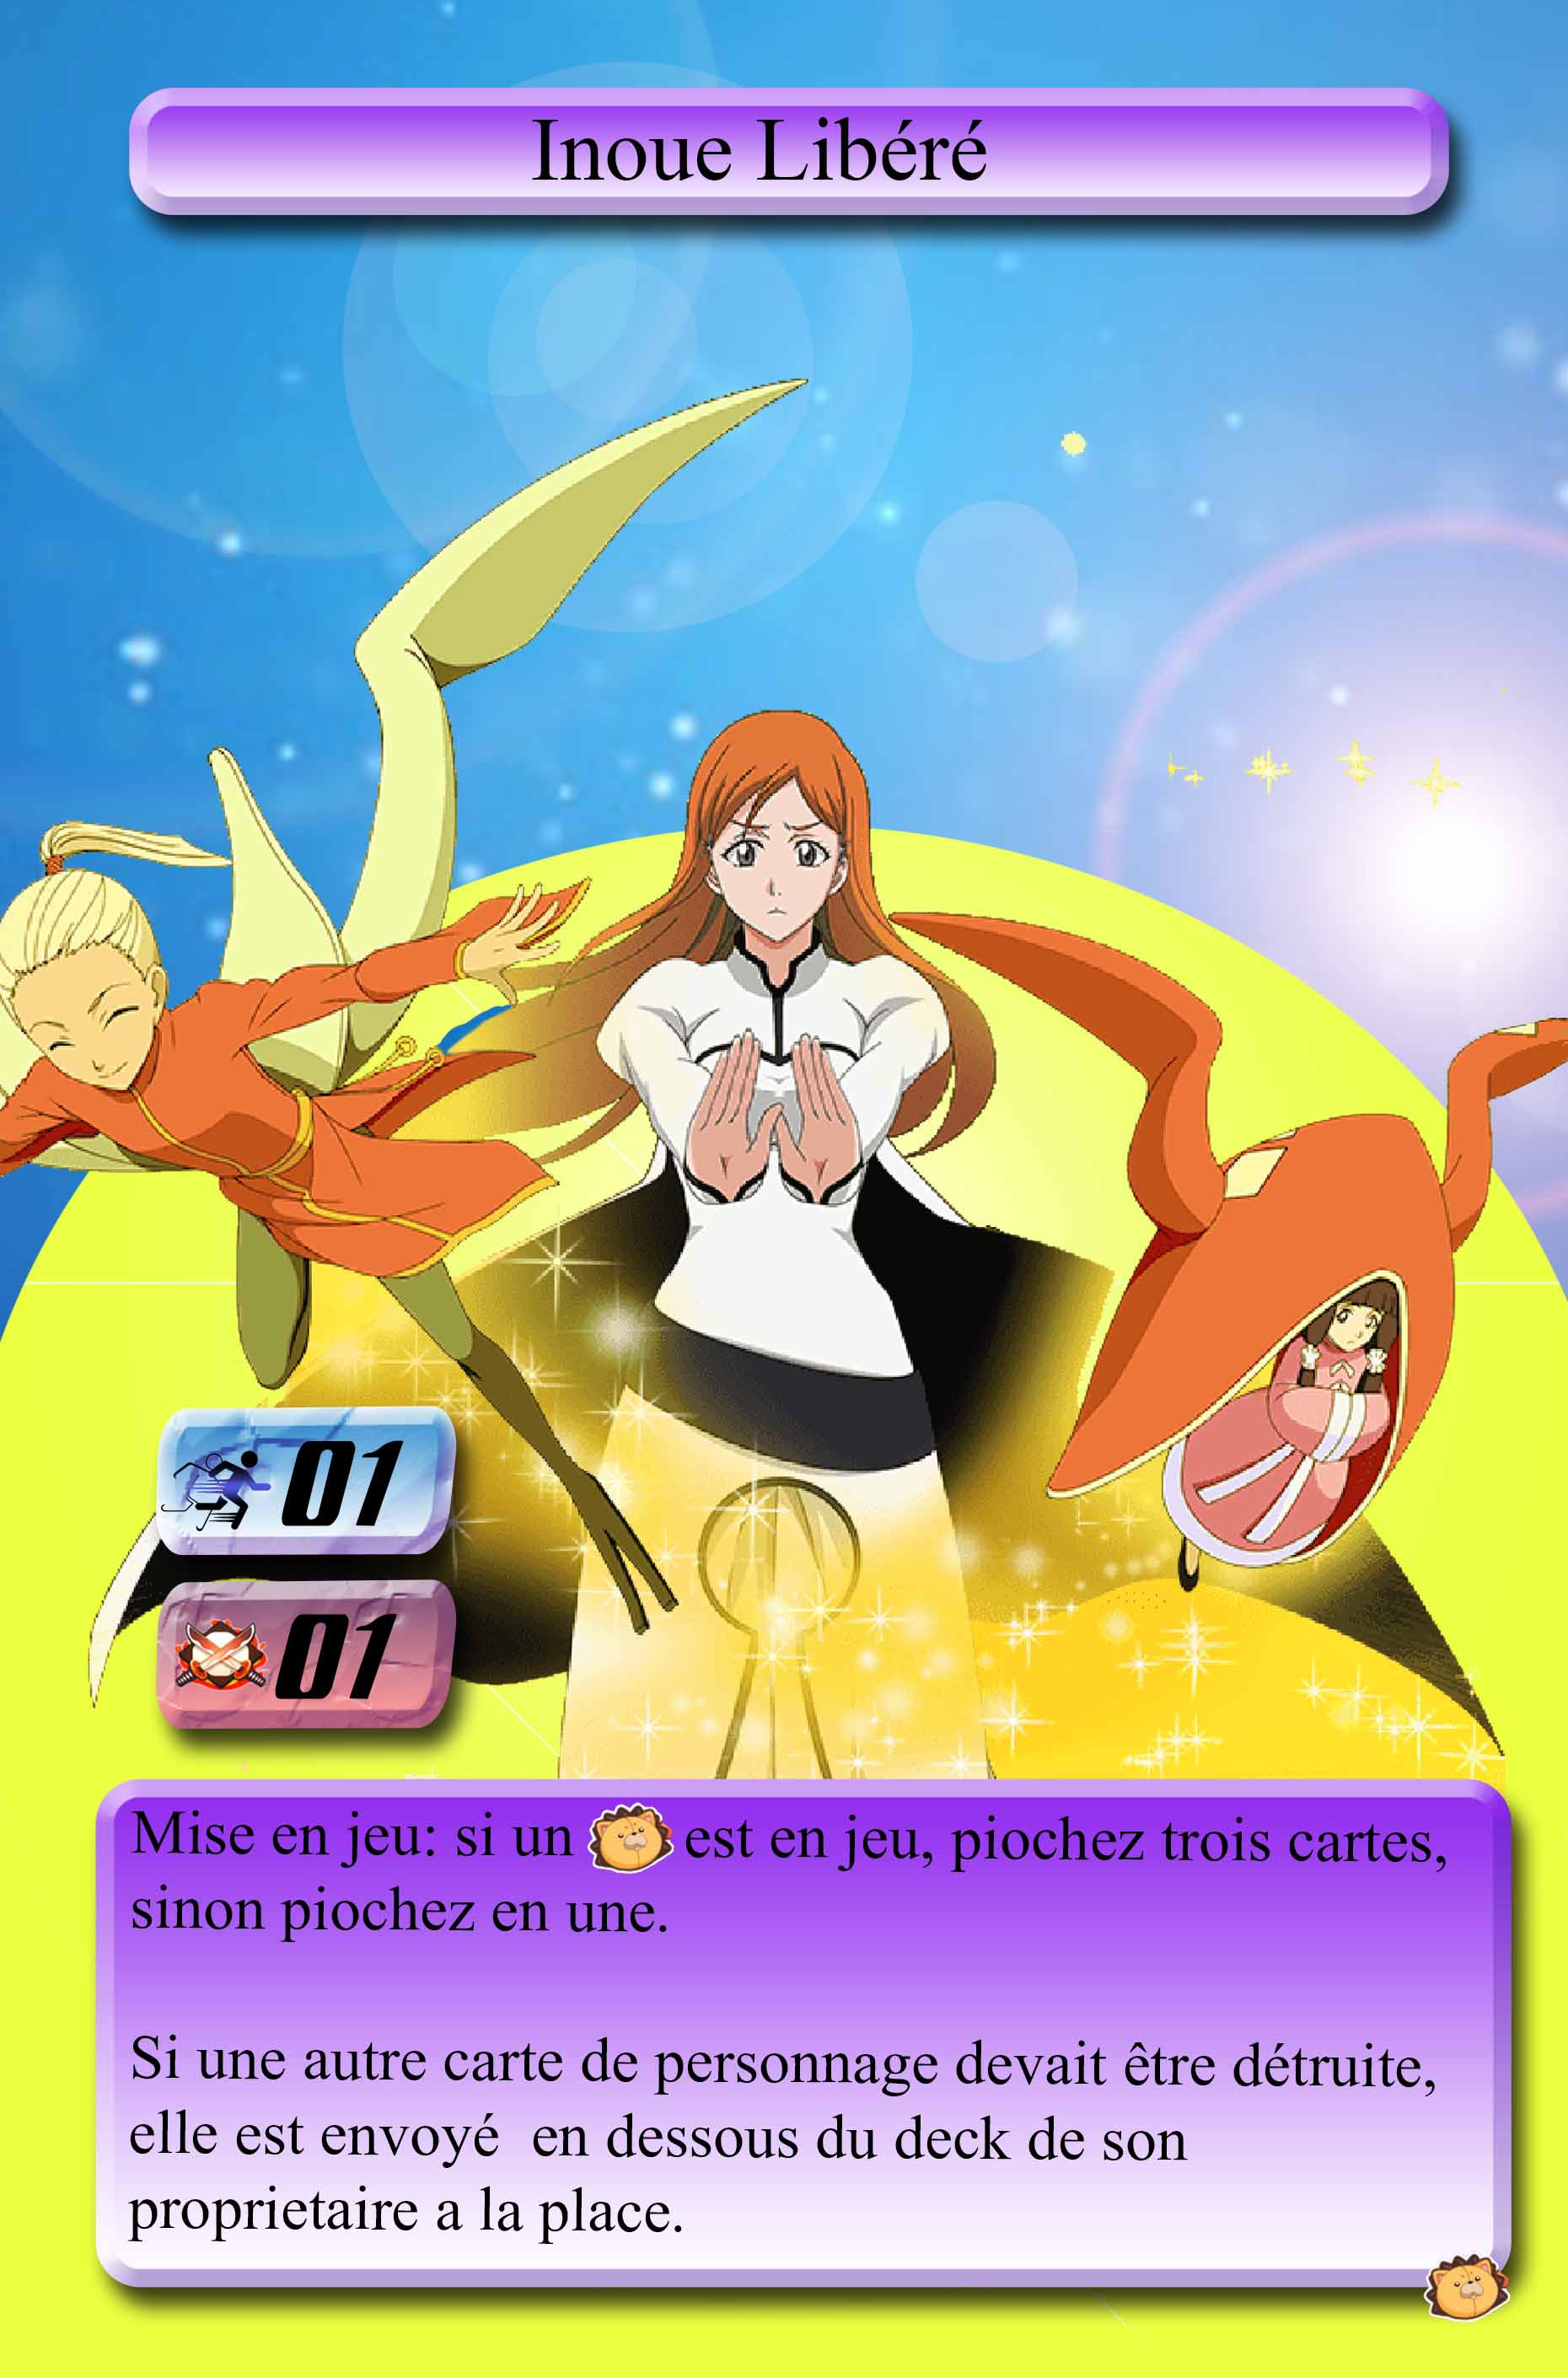 Inoue Libéré
01
01
Mise en jeu: si un est en jeu, piochez trois cartes,
sinon piochez en une.
Si une autre carte de personnage devait être détruite,
elle est envoyé en dessous du deck de son
proprietaire a la place.